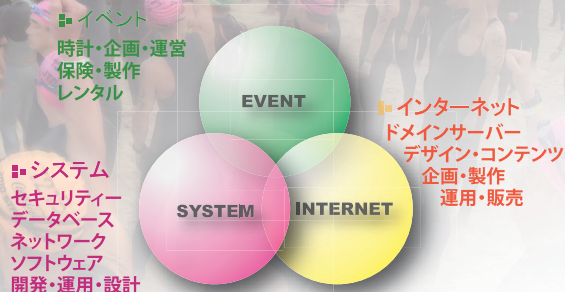 イベント
時計・企画・運営
保険・製作
レンタル
EVENT
インターネット
ドメインサーバー
デザイン・コンテンツ
企画・製作
運用・販売
システム
セキュリティー
データベース
ネットワーク
ソフトウェア
開発・運用・設計
SYSTEM
INTERNET